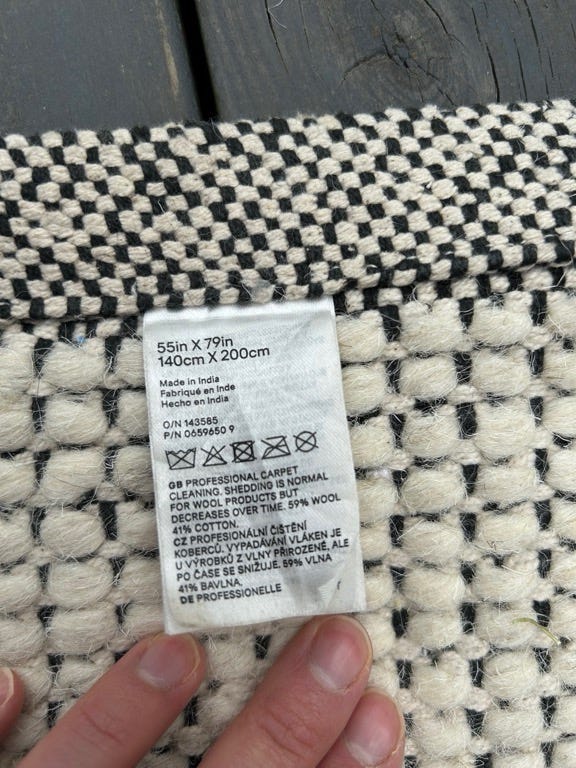 55in X 79in
140cm X 200cm
Made in India
Fabriqué en Inde
Hecho en India
O/N 143585
P/N 0659650 9
GB PROFESSIONAL CARPET
CLEANING. SHEDDING IS NORMAL
FOR WOOL PRODUCTS BUT
DECREASES OVER TIME. 59% WOOL
41% COTTON.
CZ PROFESIONÁLNÍ ČIŠTĚNÍ
KOBERCŮ. VYPADÁVÁNÍ VLÁKEN JE
U VÝROBKŮ Z VLNY PŘIROZENÉ, ALE
PO ČASE SE SNIŽUJE. 59% VLNA
41% BAVLNA.
DE PROFESSIONELLE